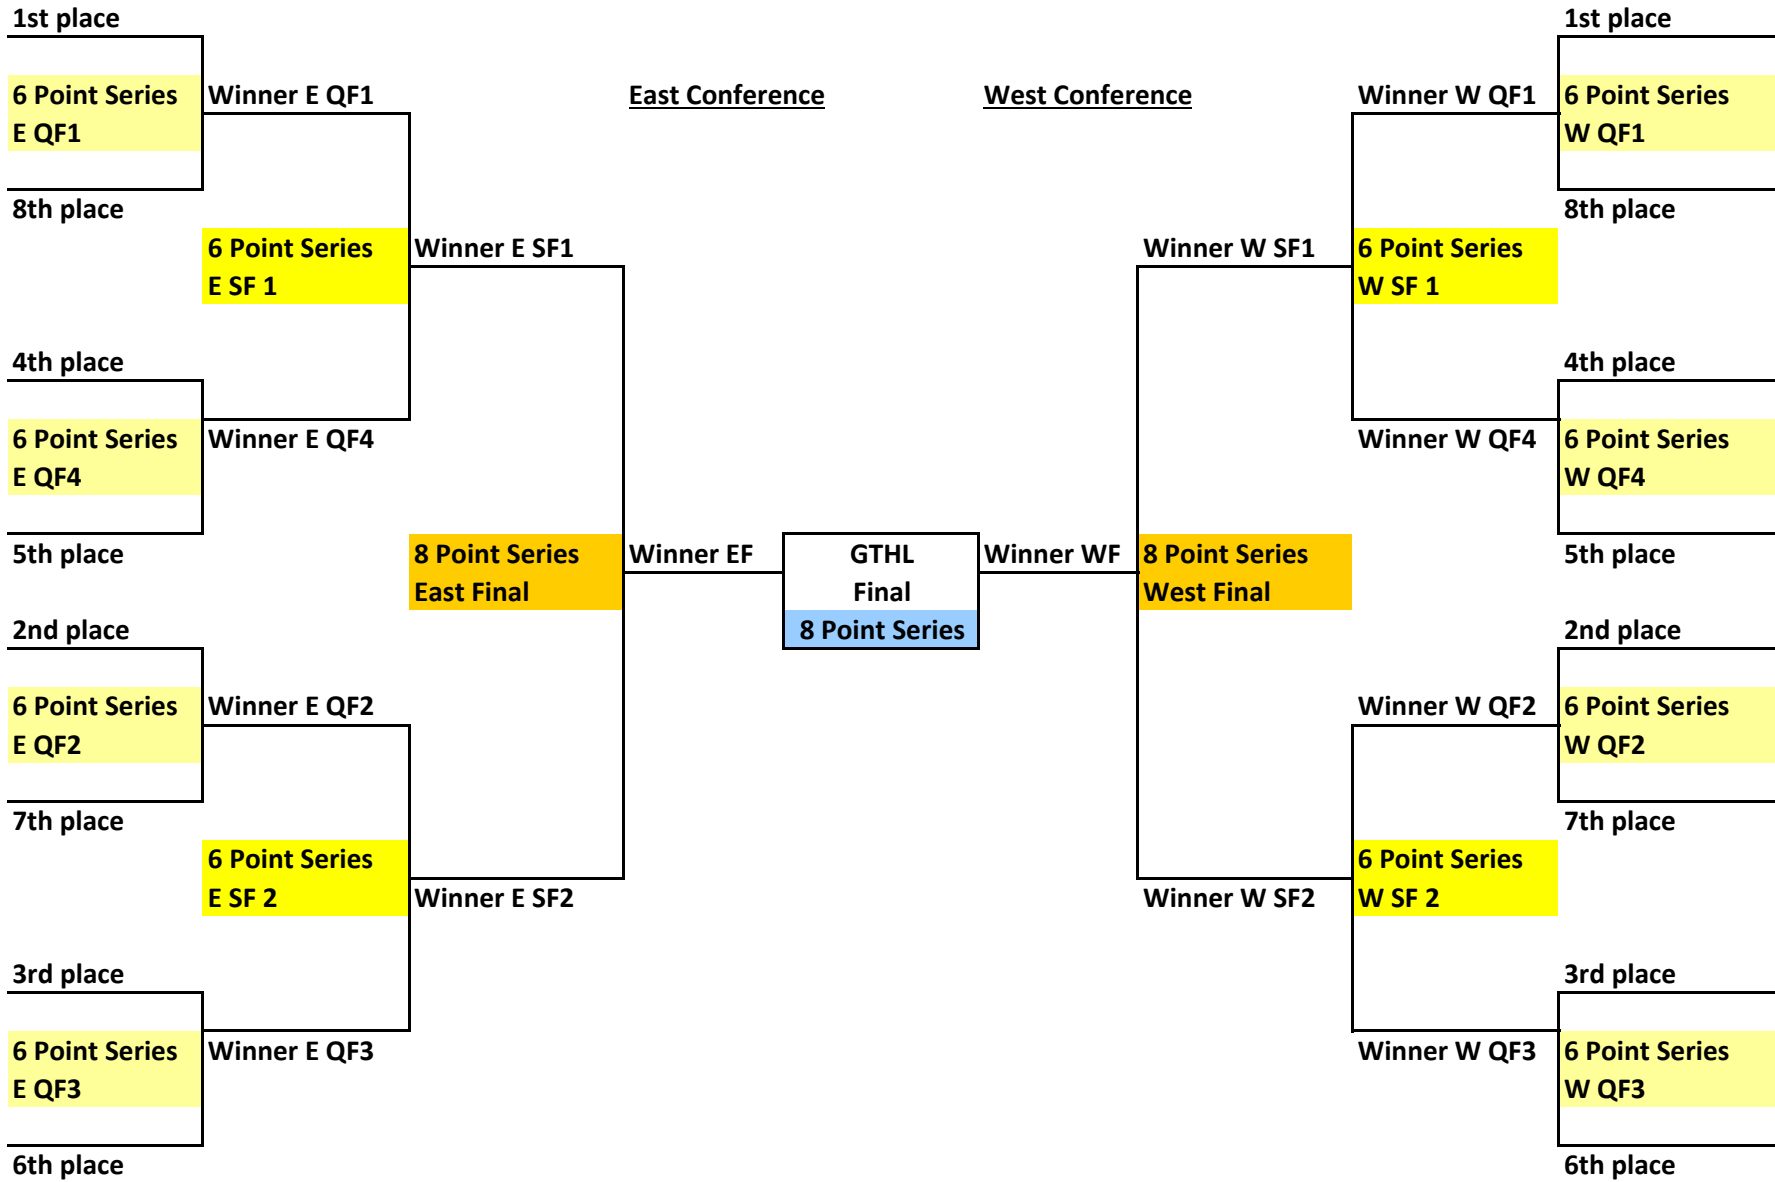 1st place
1st place
6 Point Series
E QF1
Winner E QF1
East Conference
West Conference
Winner W QF1
6 Point Series
W QF1
8th place
8th place
6 Point Series
E SF 1
Winner E SF1
Winner W SF1
6 Point Series
W SF 1
4th place
4th place
6 Point Series
E QF4
Winner E QF4
Winner W QF4
6 Point Series
W QF4
5th place
5th place
8 Point Series
East Final
Winner EF
GTHL
Final
8 Point Series
Winner WF
8 Point Series
West Final
2nd place
2nd place
6 Point Series
E QF2
Winner E QF2
Winner W QF2
6 Point Series
W QF2
7th place
7th place
6 Point Series
E SF 2
Winner E SF2
Winner W SF2
6 Point Series
W SF 2
3rd place
3rd place
6 Point Series
E QF3
Winner E QF3
Winner W QF3
6 Point Series
W QF3
6th place
6th place